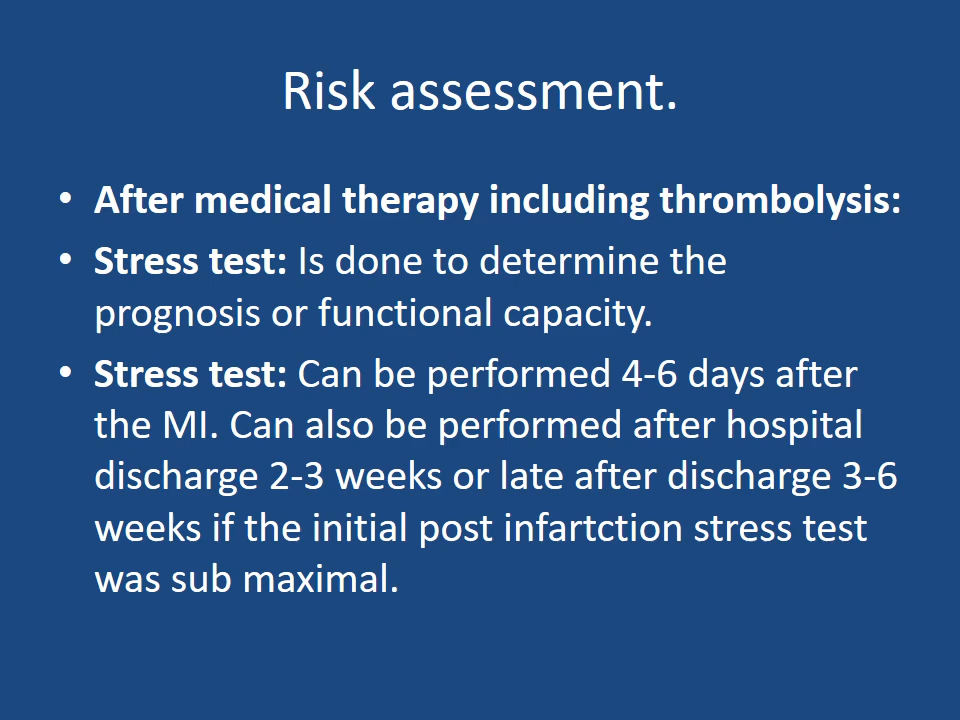 Risk assessment.
• After medical therapy including thrombolysis:
• Stress test: Is done to determine the
prognosis or functional capacity.
• Stress test: Can be performed 4-6 days after
the MI. Can also be performed after hospital
discharge 2-3 weeks or late after discharge 3-6
weeks if the initial post infartction stress test
was sub maximal.